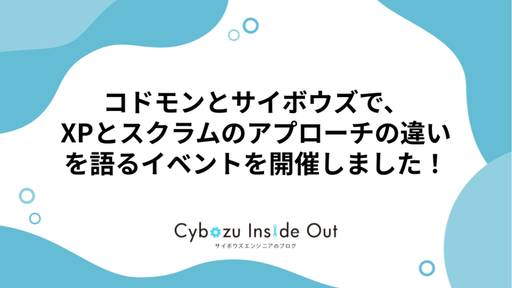 コドモンとサイボウズで、
XPとスクラムのアプローチの違い
を語るイベントを開催しました！
Cybozu Inside Out
サイボウズエンジニアのブログ